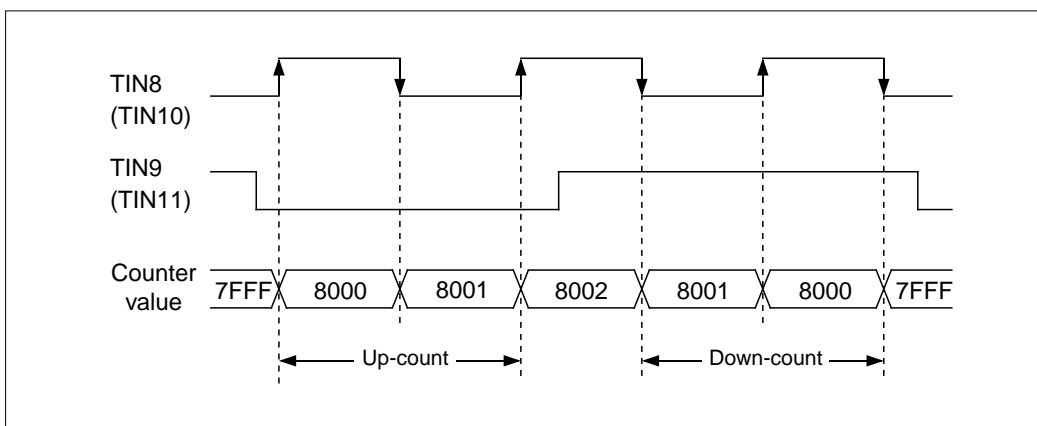 TIN8
(TIN10)
TIN9
(TIN11)
Counter
value
7FFF 8000 8001 8002 8001 8000 7FFF
Up-count Down-count